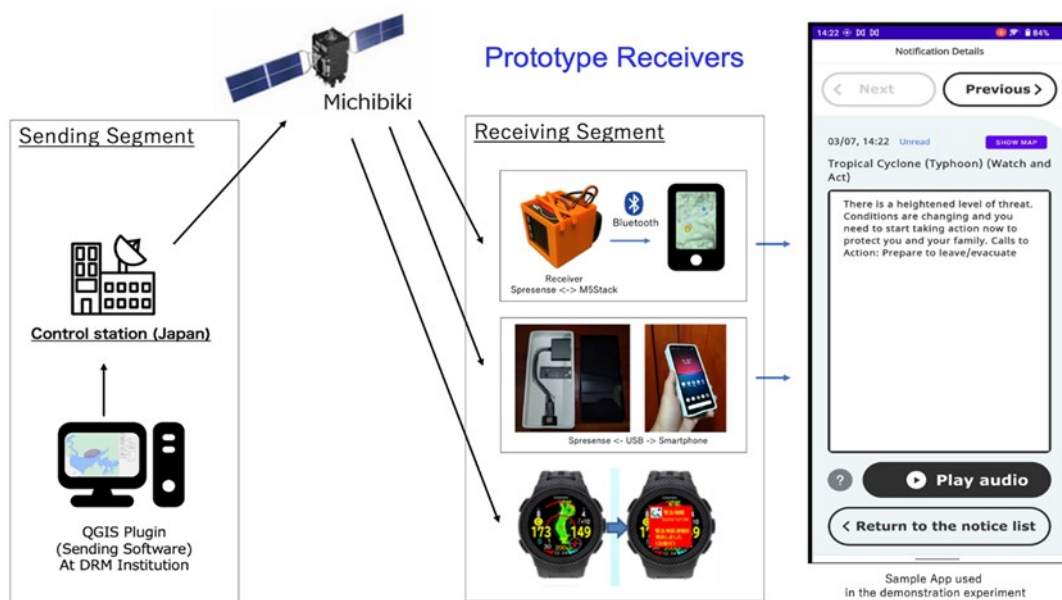 Prototype Receivers
Michibiki
Sending Segment
Control station (Japan)
QGIS Plugin
(Sending Software)
At DRM Institution
Receiving Segment
Bluetooth
Receiver
Spresense <-> M5Stack
Spresense <- USB -> Smartphone
173
149
14:22
84%
Notification Details
< Next
Previous >
03/07, 14:22 Unread
SHOW MAP
Tropical Cyclone (Typhoon) (Watch and
Act)
There is a heightened level of threat.
Conditions are changing and you
need to start taking action now to
protect you and your family. Calls to
Action: Prepare to leave/evacuate
?
Play audio
< Return to the notice list
Sample App used
in the demonstration experiment